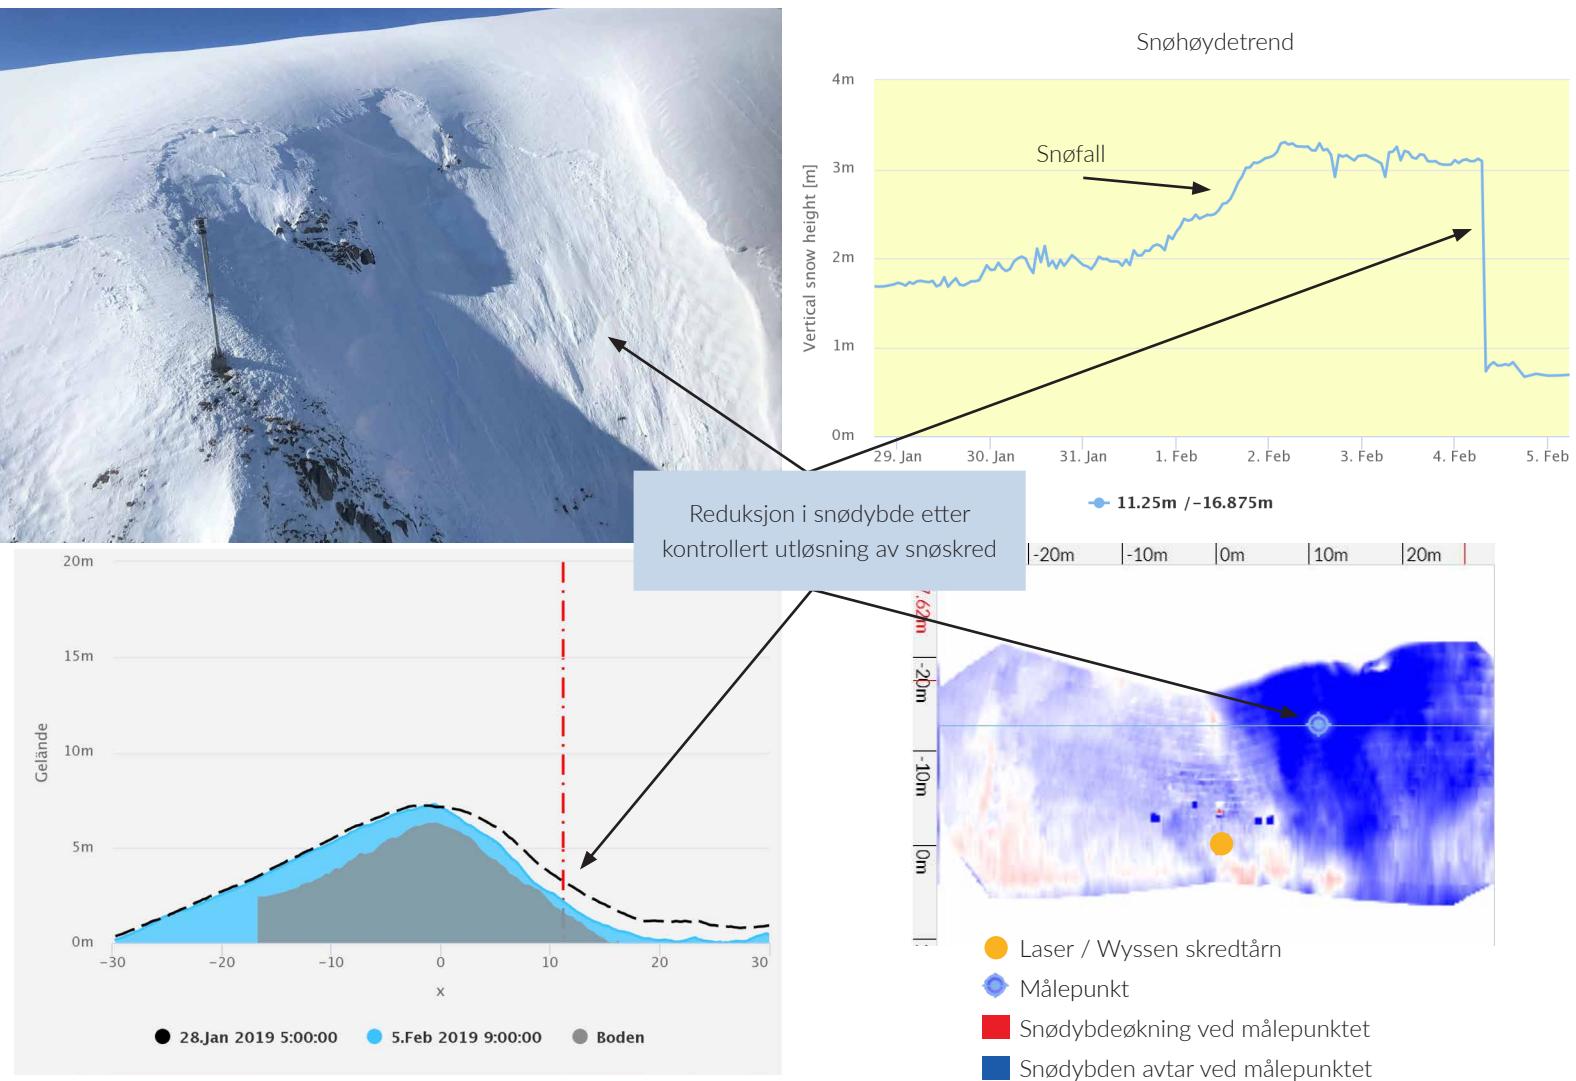 Snøhøydetrend
4m
3m
2m
1m
0m
Vertical snow height [m]
Snøfall
29. Jan
30. Jan
31. Jan
1. Feb
2. Feb
3. Feb
4. Feb
5. Feb
11.25m /-16.875m
Reduksjon i snødybde etter
kontrollert utløsning av snøskred
20m
15m
10m
5m
0m
Gelände
-30
-20
-10
0
10
20
30
x
28.Jan 2019 5:00:00
5.Feb 2019 9:00:00
Boden
-20m
-10m
0m
10m
20m
-20m
-10m
0m
Laser / Wyssen skredtårn
Målepunkt
Snødybdeøkning ved målepunktet
Snødybden avtar ved målepunktet